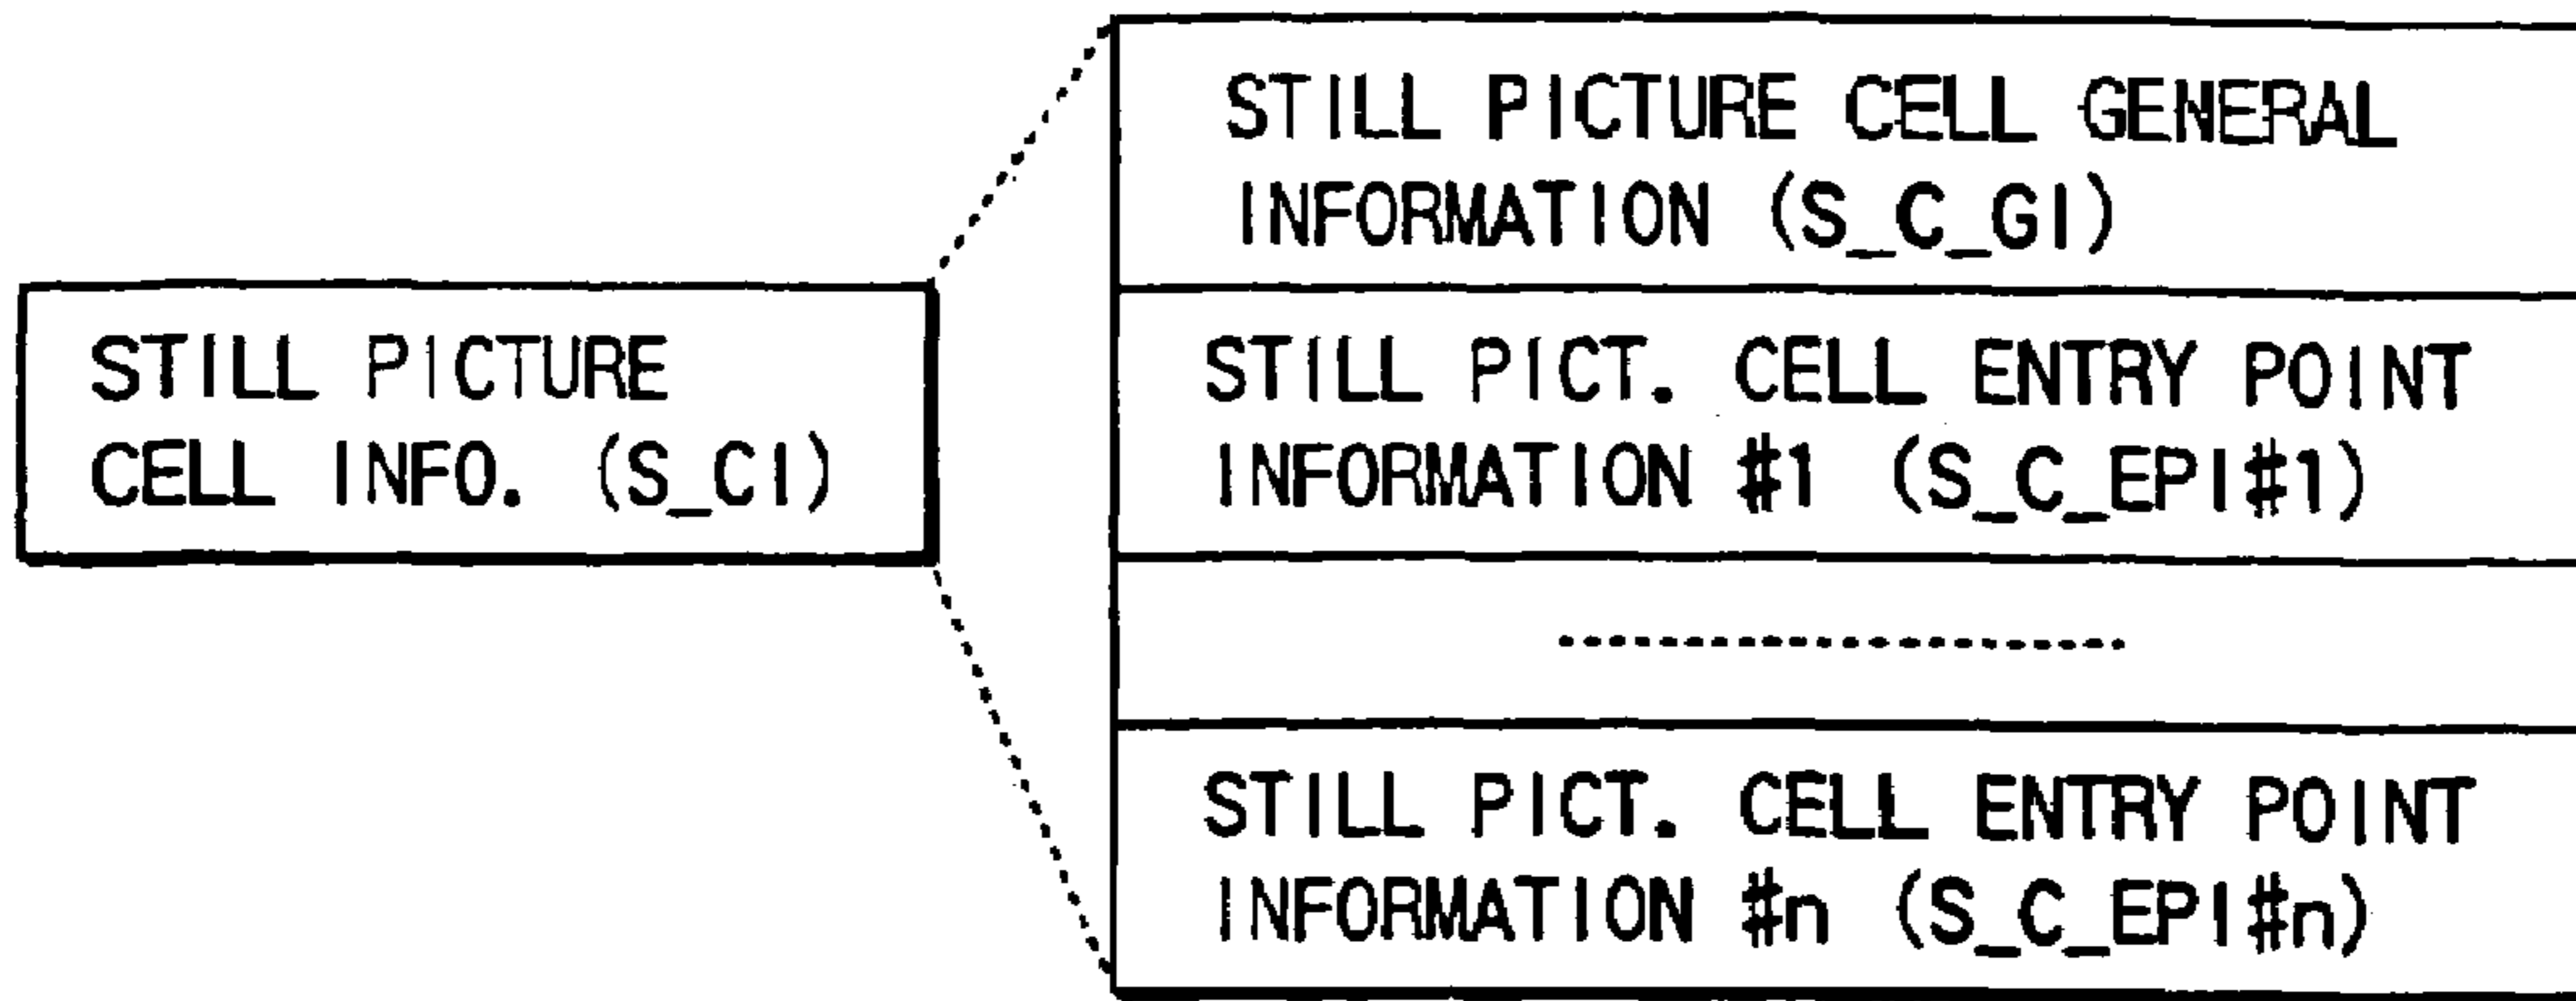 STILL PICTURE
CELL INFO. (S_CI)
STILL PICTURE CELL GENERAL
INFORMATION (S_C_GI)
STILL PICT. CELL ENTRY POINT
INFORMATION #1 (S_C_EPI#1)
STILL PICT. CELL ENTRY POINT
INFORMATION #n (S_C_EPI#n)